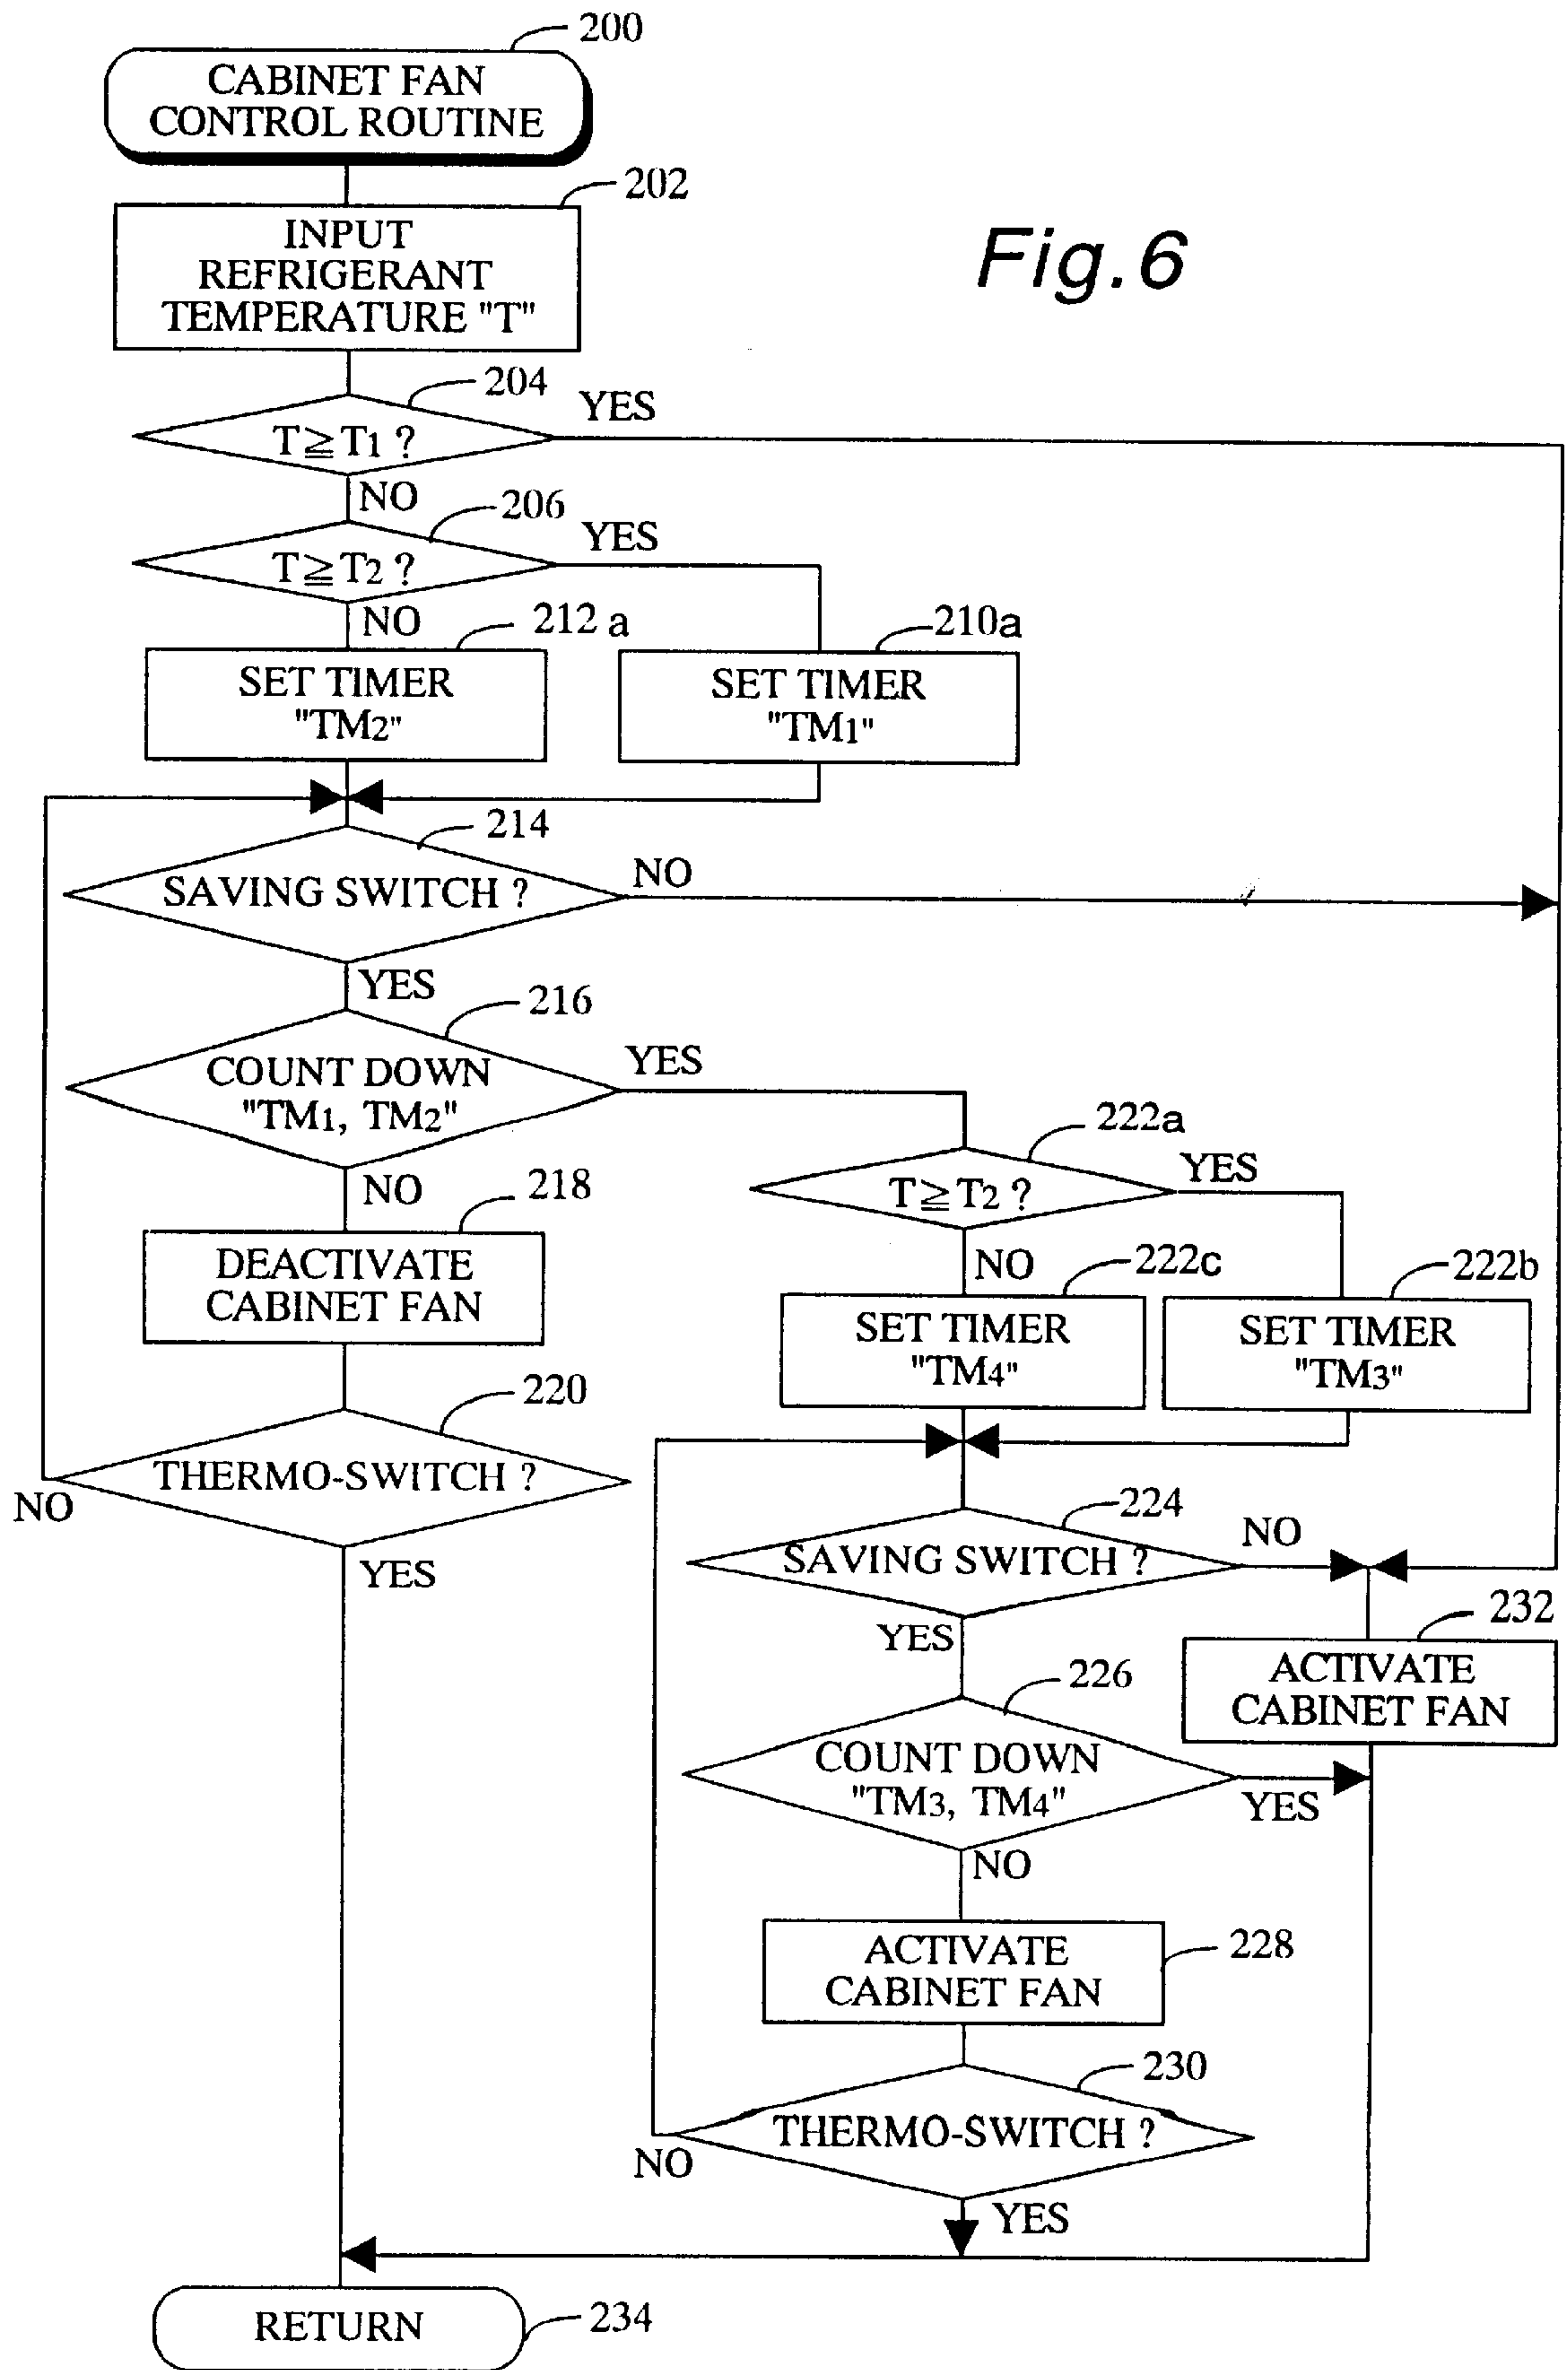 200
CABINET FAN
CONTROL ROUTINE
202
INPUT
REFRIGERANT
TEMPERATURE "T"
Fig.6
204
YES
T≧T1 ?
NO
206
YES
T≧T2 ?
NO
212 a
210a
SET TIMER
"TM2"
SET TIMER
"TM1"
214
SAVING SWITCH ?
NO
YES
216
COUNT DOWN
"TM1, TM2"
YES
222a
NO
218
T≧T2 ?
YES
DEACTIVATE
CABINET FAN
NO
222c
222b
SET TIMER
"TM4"
SET TIMER
"TM3"
220
THERMO-SWITCH ?
NO
YES
224
SAVING SWITCH ?
NO
YES
232
ACTIVATE
CABINET FAN
226
COUNT DOWN
"TM3, TM4"
YES
NO
ACTIVATE
CABINET FAN
228
230
THERMO-SWITCH ?
NO
YES
RETURN
234